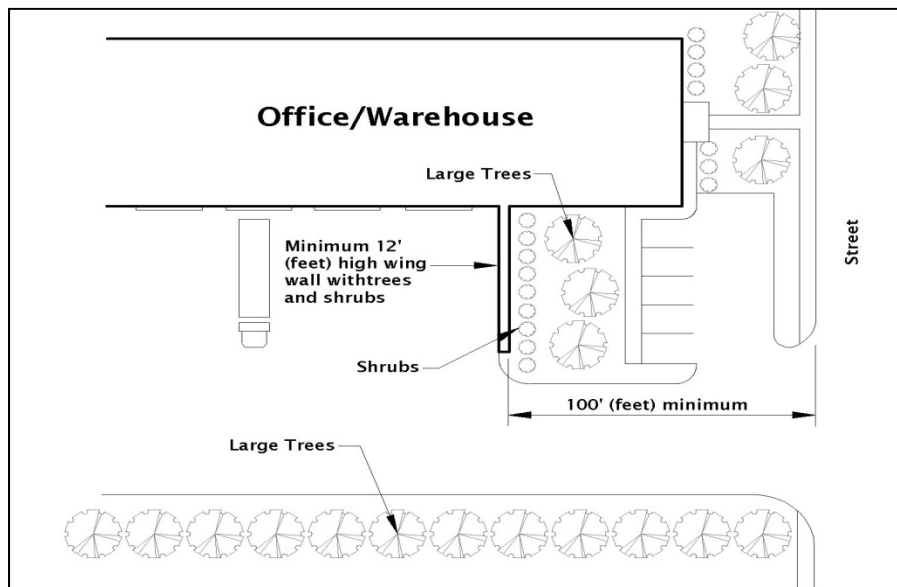 Office/Warehouse
Large Trees
Street
Minimum 12'
(feet) high wing
wall withtrees
and shrubs
Shrubs
100' (feet) minimum
Large Trees